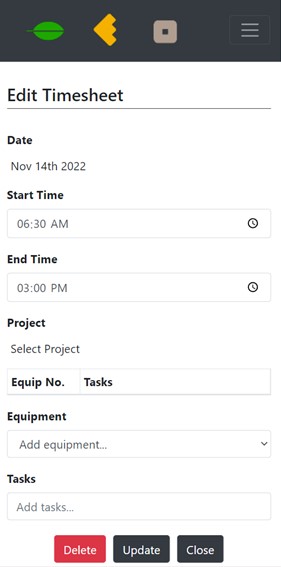 Edit Timesheet
Date
Nov 14th 2022
Start Time
06:30 AM
End Time
03:00 PM
Project
Select Project
Equip No. Tasks
Equipment
Add equipment...
Tasks
Add tasks...
Delete Update Close